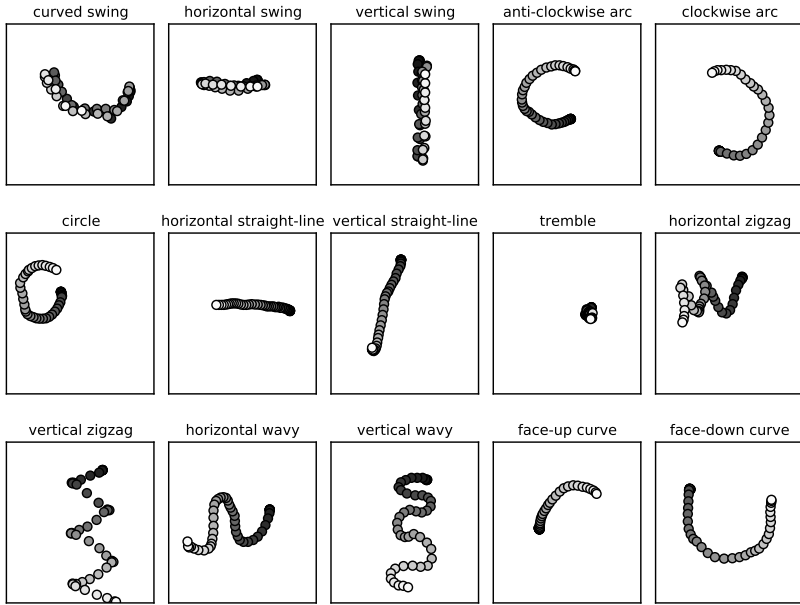 curved swing
horizontal swing
vertical swing
anti-clockwise arc
clockwise arc
circle
horizontal straight-line
vertical straight-line
tremble
horizontal zigzag
vertical zigzag
horizontal wavy
vertical wavy
face-up curve
face-down curve